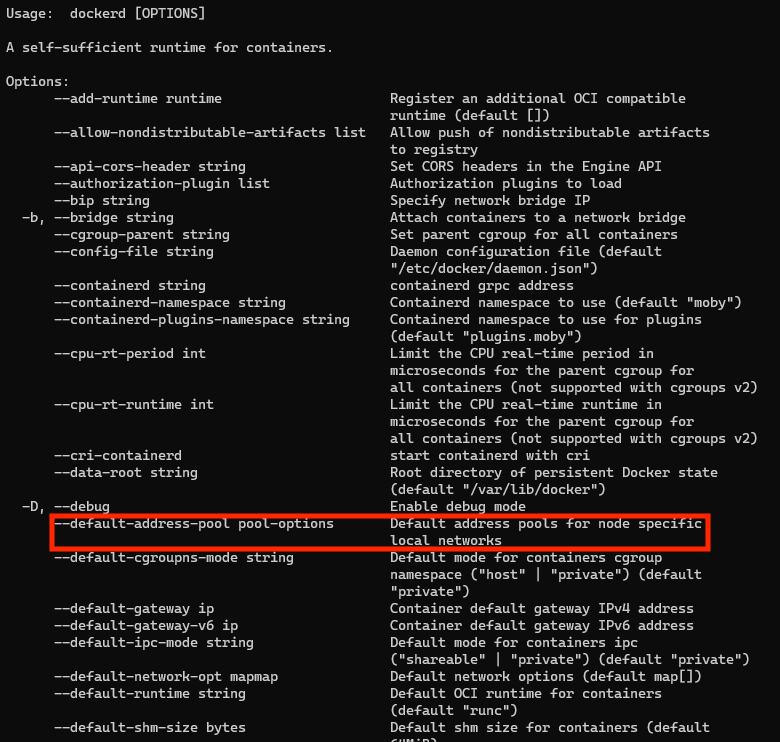 Usage:  dockerd [OPTIONS]
A self-sufficient runtime for containers.
Options:
--add-runtime runtime                   Register an additional OCI compatible
runtime (default [])
--allow-nondistributable-artifacts list   Allow push of nondistributable artifacts
to registry
--api-cors-header string                Set CORS headers in the Engine API
--authorization-plugin list             Authorization plugins to load
--bip string                            Specify network bridge IP
-b, --bridge string                         Attach containers to a network bridge
--cgroup-parent string                  Set parent cgroup for all containers
--config-file string                    Daemon configuration file (default
"/etc/docker/daemon.json")
--containerd string                     containerd grpc address
--containerd-namespace string           Containerd namespace to use (default "moby")
--containerd-plugins-namespace string   Containerd namespace to use for plugins
(default "plugins.moby")
--cpu-rt-period int                     Limit the CPU real-time period in
microseconds for the parent cgroup for
all containers (not supported with cgroups v2)
--cpu-rt-runtime int                    Limit the CPU real-time runtime in
microseconds for the parent cgroup for
all containers (not supported with cgroups v2)
--cri-containerd                        start containerd with cri
--data-root string                      Root directory of persistent Docker state
(default "/var/lib/docker")
-D, --debug                                 Enable debug mode
--default-address-pool pool-options     Default address pools for node specific
local networks
--default-cgroupns-mode string          Default mode for containers cgroup
namespace ("host" | "private") (default
"private")
--default-gateway ip                    Container default gateway IPv4 address
--default-gateway-v6 ip                 Container default gateway IPv6 address
--default-ipc-mode string               Default mode for containers ipc
("shareable" | "private") (default "private")
--default-network-opt mapmap            Default network options (default map[])
--default-runtime string                Default OCI runtime for containers
(default "runc")
--default-shm-size bytes                Default shm size for containers (default